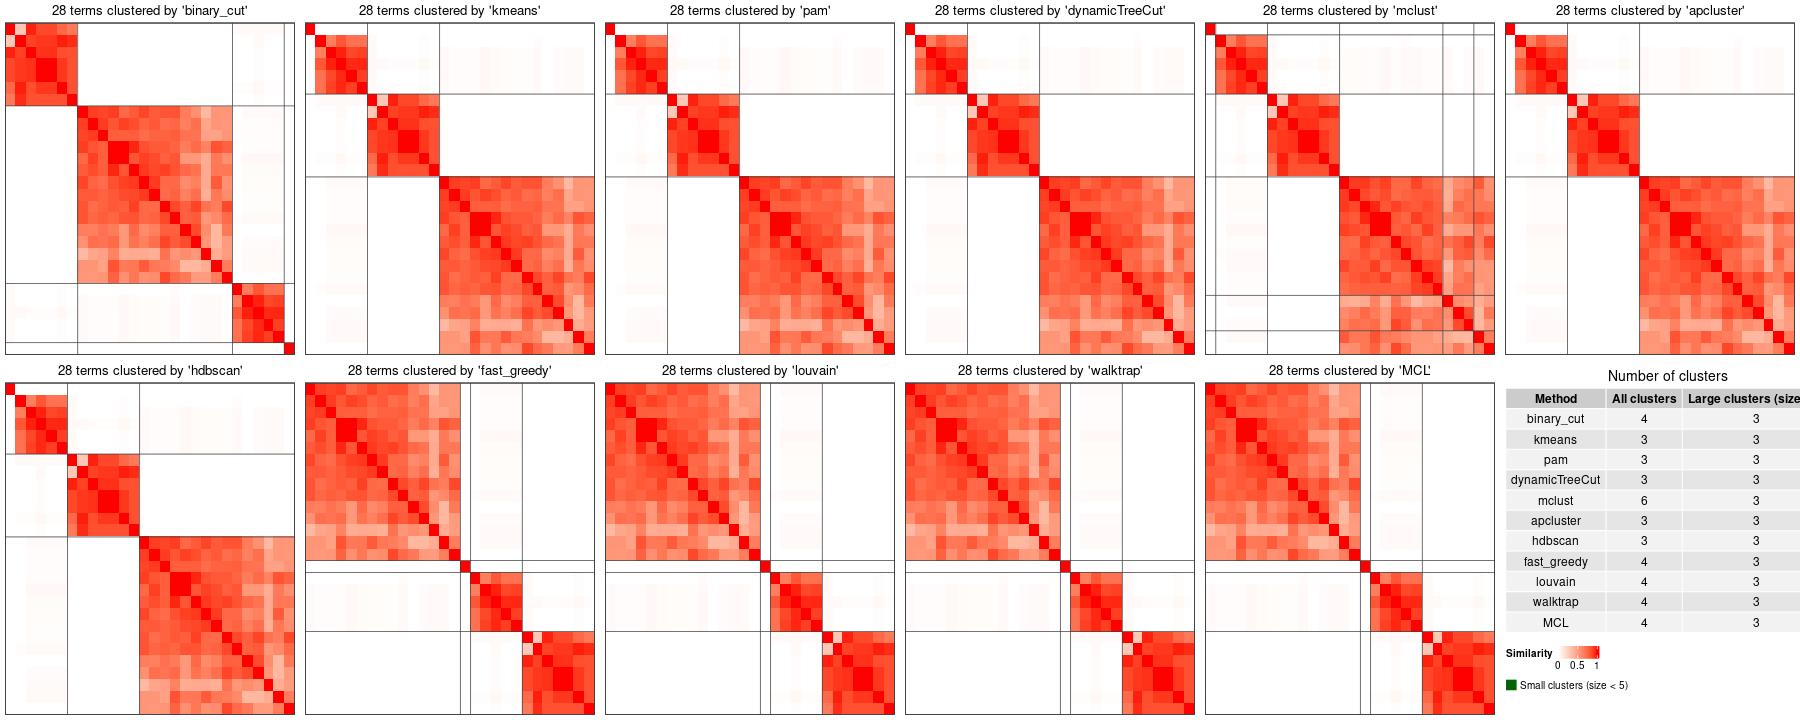 28 terms clustered by 'binary_cut'
28 terms clustered by 'kmeans'
28 terms clustered by 'pam'
28 terms clustered by 'dynamicTreeCut'
28 terms clustered by 'mclust'
28 terms clustered by 'apcluster'
28 terms clustered by 'hdbscan'
28 terms clustered by 'fast_greedy'
28 terms clustered by 'louvain'
28 terms clustered by 'walktrap'
28 terms clustered by 'MCL'
Number of clusters
Method All clusters Large clusters (size
binary_cut 4 3
kmeans 3 3
pam 3 3
dynamicTreeCut 3 3
mclust 6 3
apcluster 3 3
hdbscan 3 3
fast_greedy 4 3
louvain 4 3
walktrap 4 3
MCL 4 3
Similarity
0 0.5 1
Small clusters (size < 5)